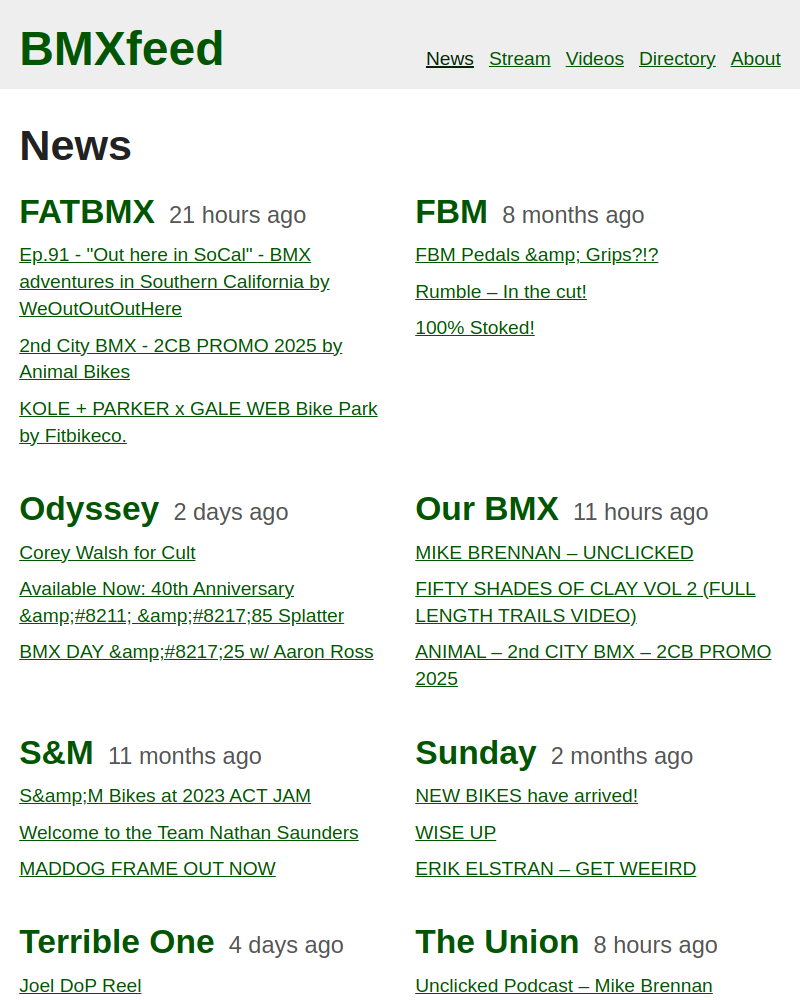 BMXfeed
News Stream Videos Directory About
News
FATBMX 21 hours ago
Ep.91 - "Out here in SoCal" - BMX
adventures in Southern California by
WeOutOutOutHere
2nd City BMX - 2CB PROMO 2025 by
Animal Bikes
KOLE + PARKER x GALE WEB Bike Park
by Fitbikeco.
FBM 8 months ago
FBM Pedals &amp; Grips?!?
Rumble – In the cut!
100% Stoked!
Odyssey 2 days ago
Corey Walsh for Cult
Available Now: 40th Anniversary
&amp;#8211; &amp;#8217;85 Splatter
BMX DAY &amp;#8217;25 w/ Aaron Ross
Our BMX 11 hours ago
MIKE BRENNAN – UNCLICKED
FIFTY SHADES OF CLAY VOL 2 (FULL
LENGTH TRAILS VIDEO)
ANIMAL – 2nd CITY BMX – 2CB PROMO
2025
S&M 11 months ago
S&amp;M Bikes at 2023 ACT JAM
Welcome to the Team Nathan Saunders
MADDOG FRAME OUT NOW
Sunday 2 months ago
NEW BIKES have arrived!
WISE UP
ERIK ELSTRAN – GET WEEIRD
Terrible One 4 days ago
Joel DoP Reel
The Union 8 hours ago
Unclicked Podcast – Mike Brennan